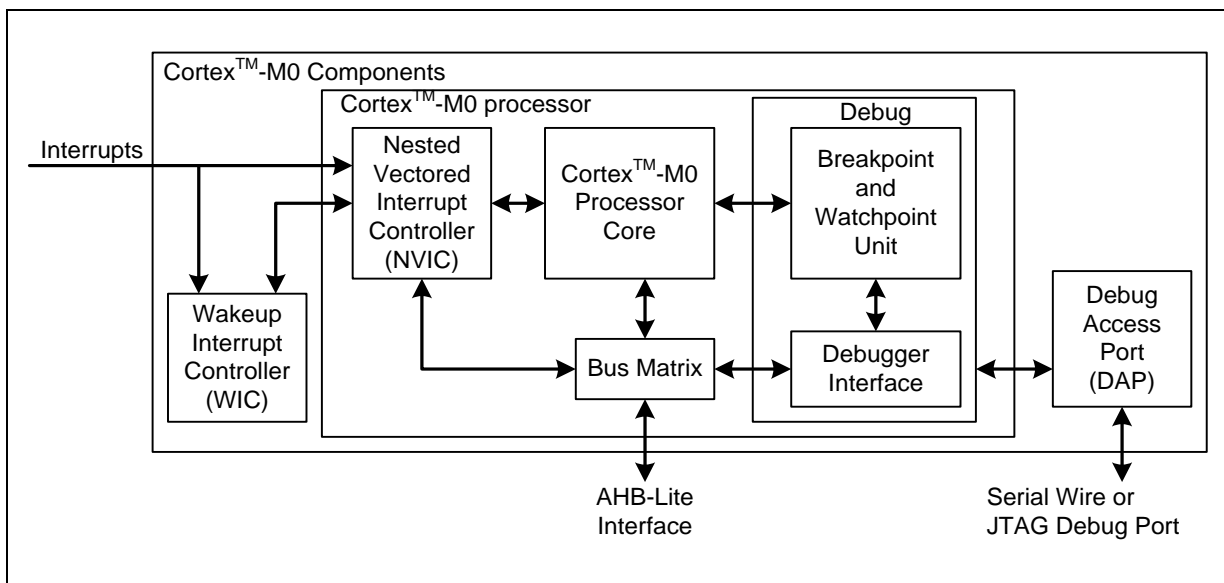 Cortex™-M0 Components
Cortex™-M0 processor
Debug
Interrupts
Nested
Vectored
Interrupt
Controller
(NVIC)
Cortex™-M0
Processor
Core
Breakpoint
and
Watchpoint
Unit
Wakeup
Interrupt
Controller
(WIC)
Bus Matrix
Debugger
Interface
Debug
Access
Port
(DAP)
AHB-Lite
Interface
Serial Wire or
JTAG Debug Port